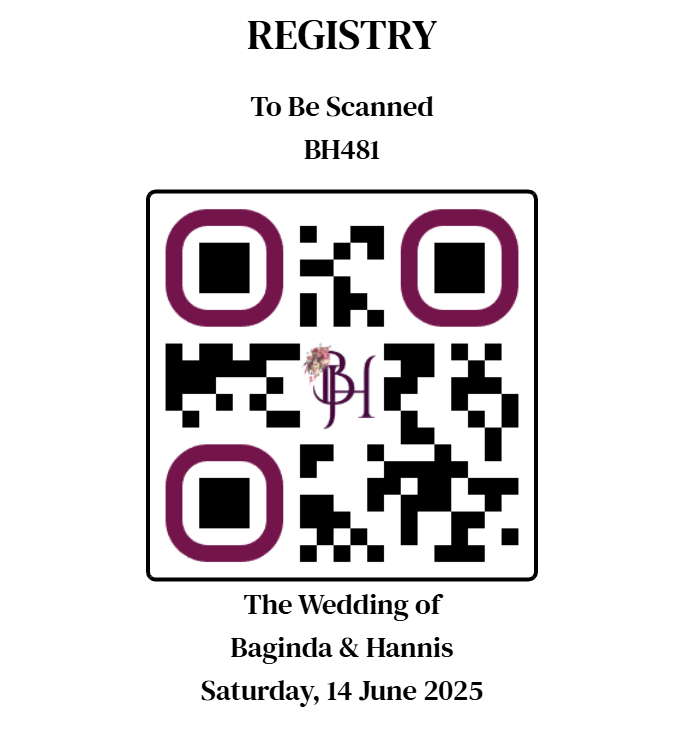 REGISTRY
To Be Scanned
BH481
BH
The Wedding of
Baginda & Hannis
Saturday, 14 June 2025